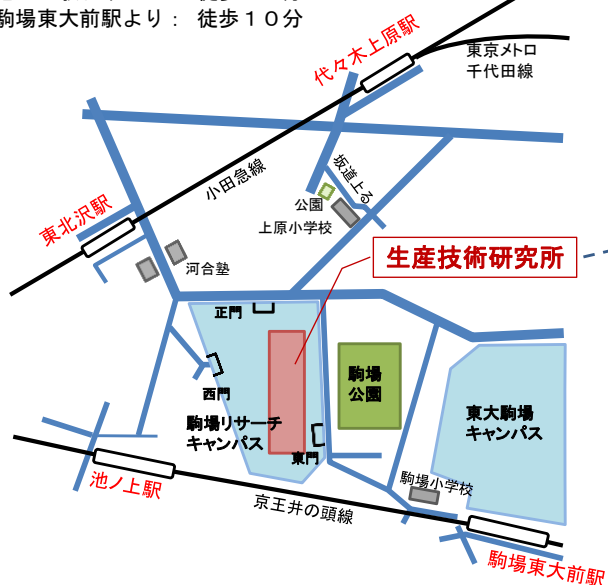 駒場東大前駅より： 徒歩１０分
代々木上原駅
東京メトロ
千代田線
小田急線
坂道上る
公園
上原小学校
東北沢駅
河合塾
生産技術研究所
正門
西門
駒場
公園
駒場リサーチ
キャンパス
東門
東大駒場
キャンパス
駒場小学校
池ノ上駅
京王井の頭線
駒場東大前駅